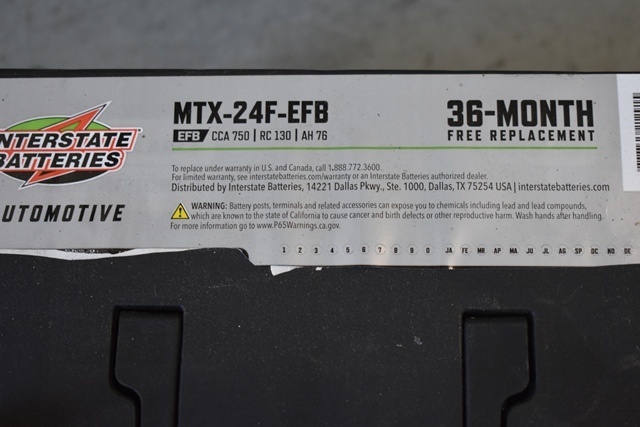 INTERSTATE
BATTERIES
AUTOMOTIVE
MTX-24F-EFB
EFB CCA 750 | RC 130 | AH 76
36-MONTH
FREE REPLACEMENT
To replace under warranty in U.S. and Canada, call 1.888.772.3600.
For limited warranty, see interstatebatteries.com/warranty or an Interstate Batteries authorized dealer.
Distributed by Interstate Batteries, 14221 Dallas Pkwy., Ste. 1000, Dallas, TX 75254 USA | interstatebatteries.com
WARNING: Battery posts, terminals and related accessories can expose you to chemicals including lead and lead compounds,
which are known to the state of California to cause cancer and birth defects or other reproductive harm. Wash hands after handling.
For more information go to www.P65Warnings.ca.gov.
1 2 3 4 5 6 7 8 9 0 JA FE MR AP MA JU JL AG SP OC NO DE